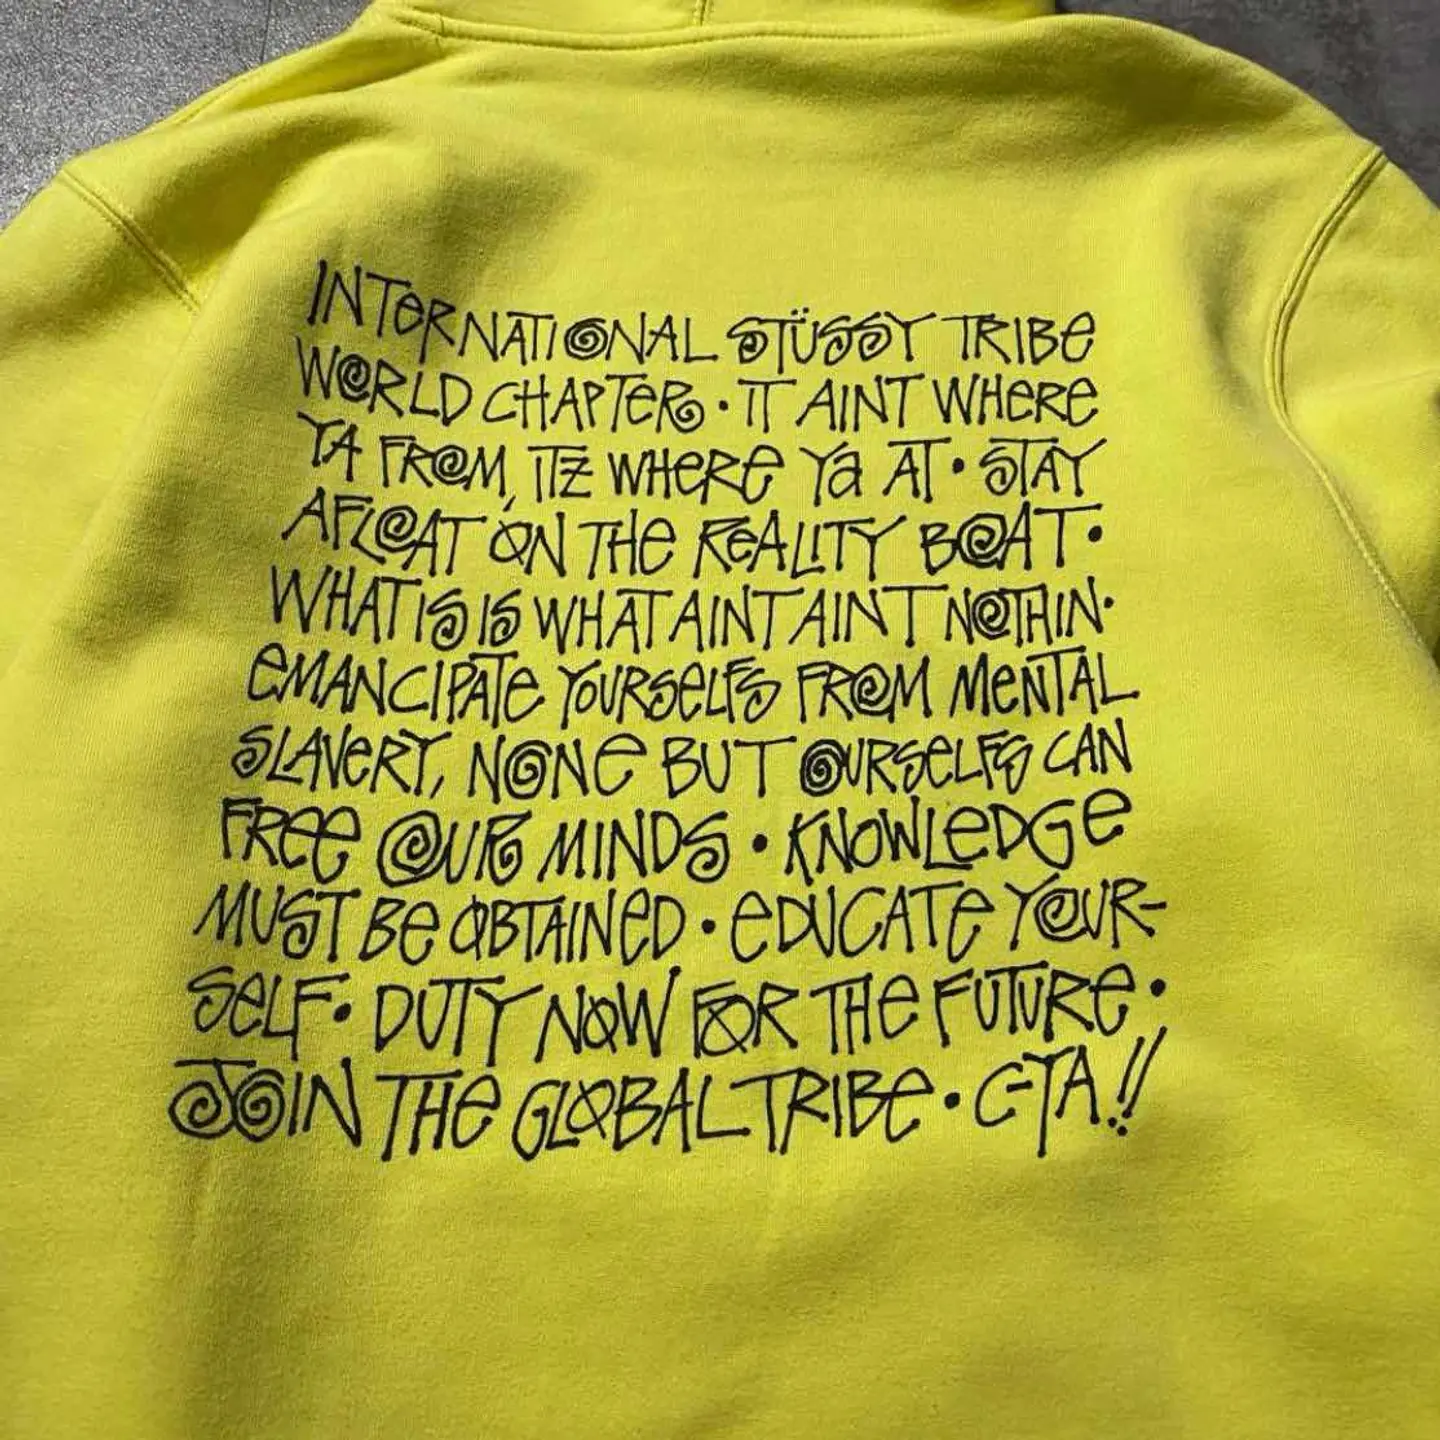 INTERNATIONAL STÜSSY TRIBE
WORLD CHAPTER • IT AINT WHERE
YA FROM, ITZ WHERE YA AT • STAY
AFLOAT ON THE REALITY BOAT •
WHAT IS IS WHAT AINT AINT NOTHIN •
EMANCIPATE YOURSELFS FROM MENTAL
SLAVERY, NONE BUT OURSELFS CAN
FREE OUR MINDS • KNOWLEDGE
MUST BE OBTAINED • EDUCATE YOUR-
SELF • DUTY NOW FOR THE FUTURE •
JOIN THE GLOBAL TRIBE • C-YA!!